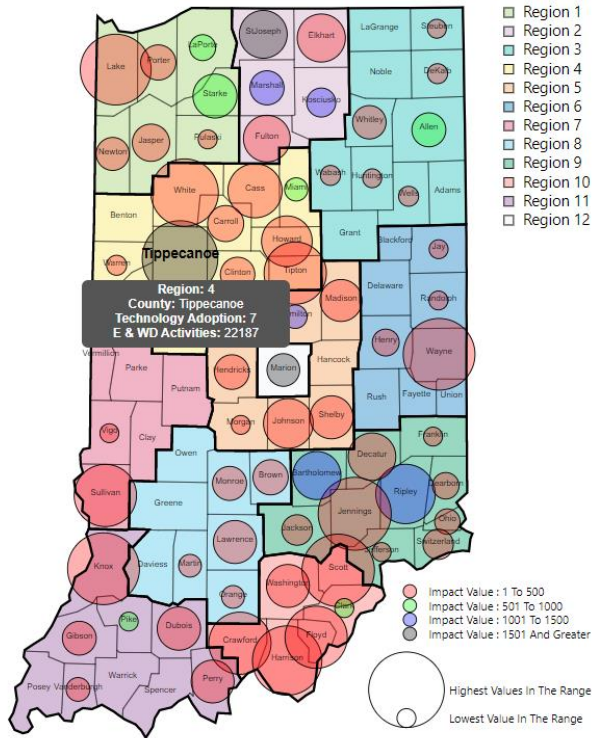 Region 1
Region 2
Region 3
Region 4
Region 5
Region 6
Region 7
Region 8
Region 9
Region 10
Region 11
Region 12
Lake
Porter
LaPorte
StJoseph
Elkhart
LaGrange
Steuben
Noble
DeKalb
Starke
Marshall
Kosciusko
Newton
Jasper
Pulaski
Fulton
Whitley
Allen
White
Cass
Miami
Wabash
Huntington
Wells
Adams
Benton
Carroll
Howard
Grant
Blackford
Jay
Tippecanoe
Warren
Clinton
Tipton
Madison
Delaware
Randolph
Region: 4
County: Tippecanoe
Technology Adoption: 7
E & WD Activities: 22187
milton
Henry
Wayne
Vermillion
Parke
Putnam
Hendricks
Marion
Hancock
Rush
Fayette
Union
Vigo
Clay
Morgan
Johnson
Shelby
Franklin
Owen
Decatur
Sullivan
Greene
Monroe
Brown
Bartholomew
Ripley
Dearborn
Jennings
Ohio
Jackson
Jefferson
Switzerland
Knox
Daviess
Martin
Lawrence
Orange
Washington
Scott
Clark
Pike
Gibson
Dubois
Crawford
Floyd
Harrison
Posey
Vanderburgh
Warrick
Spencer
Perry
Impact Value : 1 To 500
Impact Value : 501 To 1000
Impact Value : 1001 To 1500
Impact Value : 1501 And Greater
Highest Values In The Range
Lowest Value In The Range